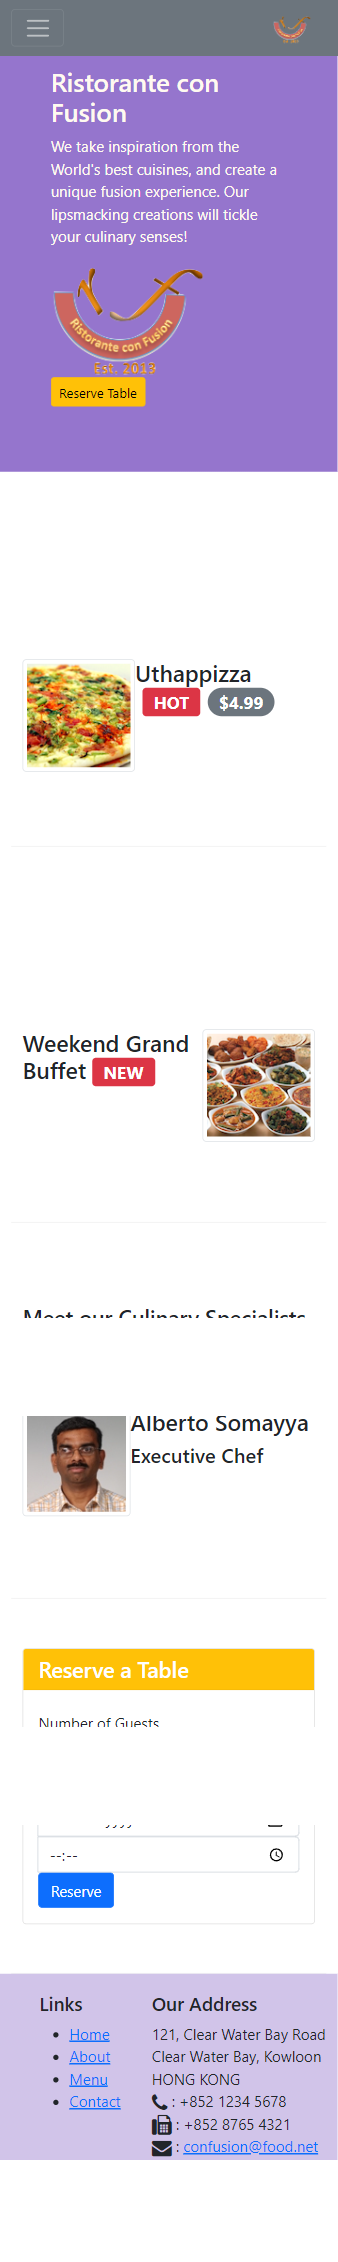 Ristorante con
Fusion
We take inspiration from the
World's best cuisines, and create a
unique fusion experience. Our
lipsmacking creations will tickle
your culinary senses!
Ristorante con Fusion
Est. 2013
Reserve Table
Uthappizza
HOT $4.99
Weekend Grand
Buffet NEW
Meet our Culinary Specialists
Alberto Somayya
Executive Chef
Reserve a Table
Number of Guests
--:--
Reserve
Links
Home
About
Menu
Contact
Our Address
121, Clear Water Bay Road
Clear Water Bay, Kowloon
HONG KONG
: +852 1234 5678
: +852 8765 4321
: confusion@food.net